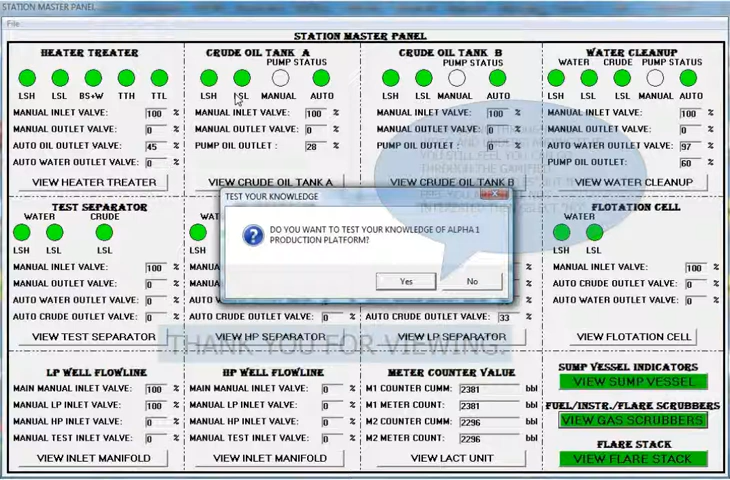 STATION MASTER PANEL
File
STATION MASTER PANEL
HEATER TREATER
LSH LSL BS+W TTH TTL
MANUAL INLET VALVE: 100 %
MANUAL OUTLET VALVE: 0 %
AUTO OIL OUTLET VALVE: 45 %
AUTO WATER OUTLET VALVE: 0 %
VIEW HEATER TREATER
CRUDE OIL TANK A
PUMP STATUS
LSH LSL MANUAL AUTO
MANUAL INLET VALVE: 100 %
MANUAL OUTLET VALVE: 0 %
PUMP OIL OUTLET : 28 %
VIEW CRUDE OIL TANK A
CRUDE OIL TANK B
PUMP STATUS
LSH LSL MANUAL AUTO
MANUAL INLET VALVE: 100 %
MANUAL OUTLET VALVE: 0 %
PUMP OIL OUTLET : 0 %
VIEW CRUDE OIL TANK B
WATER CLEANUP
WATER CRUDE PUMP STATUS
LSH LSL LSL MANUAL AUTO
MANUAL INLET VALVE: 100 %
MANUAL OUTLET VALVE: 0 %
AUTO WATER OUTLET: 97 %
PUMP OIL OUTLET: 60 %
VIEW WATER CLEANUP
YOU STILL FEEL YOU
THROUGH THE GAME
TEST YOUR KNOWLEDGE
DO YOU WANT TO TEST YOUR KNOWLEDGE OF ALPHA 1
PRODUCTION PLATFORM?
Yes No
TEST SEPARATOR
WATER CRUDE
LSH LSL LSL
MANUAL INLET VALVE: 100 %
MANUAL OUTLET VALVE: 0 %
AUTO WATER OUTLET VALVE: 0 %
AUTO CRUDE OUTLET VALVE: 0 %
VIEW TEST SEPARATOR
LSH
MANUAL
MANUAL
AUTO
AUTO CRUDE OUTLET VALVE: %
VIEW HP SEPARATOR
AUTO CRUDE OUTLET VALVE: 33 %
VIEW LP SEPARATOR
FLOTATION CELL
WATER
LSH LSL
MANUAL INLET VALVE: 100 %
MANUAL OUTLET VALVE: 0 %
AUTO WATER OUTLET VALVE: 0 %
VIEW FLOTATION CELL
THANK YOU FOR VIEWING.
LP WELL FLOWLINE
MAIN MANUAL INLET VALVE: 100 %
MANUAL LP INLET VALVE: 100 %
MANUAL HP INLET VALVE: 0 %
MANUAL TEST INLET VALVE: 0 %
VIEW INLET MANIFOLD
HP WELL FLOWLINE
MAIN MANUAL INLET VALVE: 0 %
MANUAL LP INLET VALVE: 0 %
MANUAL HP INLET VALVE: 0 %
MANUAL TEST INLET VALVE: 0 %
VIEW INLET MANIFOLD
METER COUNTER VALUE
M1 COUNTER CUMM: 2381 bbl
M1 METER COUNT: 2381 bbl
M2 COUNTER CUMM: 2296 bbl
M2 METER COUNT: 2296 bbl
VIEW LACT UNIT
SUMP VESSEL INDICATORS
VIEW SUMP VESSEL
FUEL/INSTR./FLARE SCRUBBERS
VIEW GAS SCRUBBERS
FLARE STACK
VIEW FLARE STACK